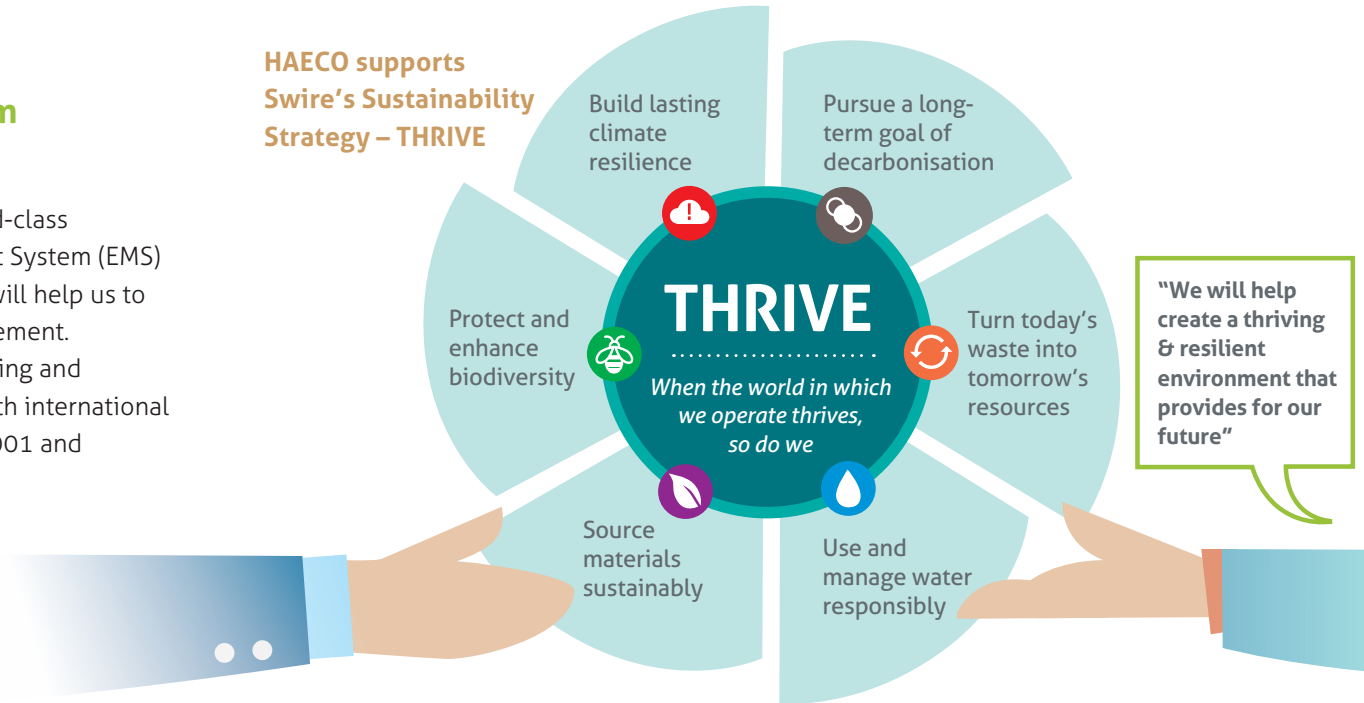 m
d-class
t System (EMS)
will help us to
ement.
ing and
th international
001 and
HAECO supports
Swire's Sustainability
Strategy – THRIVE
Build lasting
climate
resilience
Pursue a long-
term goal of
decarbonisation
Protect and
enhance
biodiversity
THRIVE
When the world in which
we operate thrives,
so do we
Turn today's
waste into
tomorrow's
resources
Source
materials
sustainably
Use and
manage water
responsibly
"We will help
create a thriving
& resilient
environment that
provides for our
future"